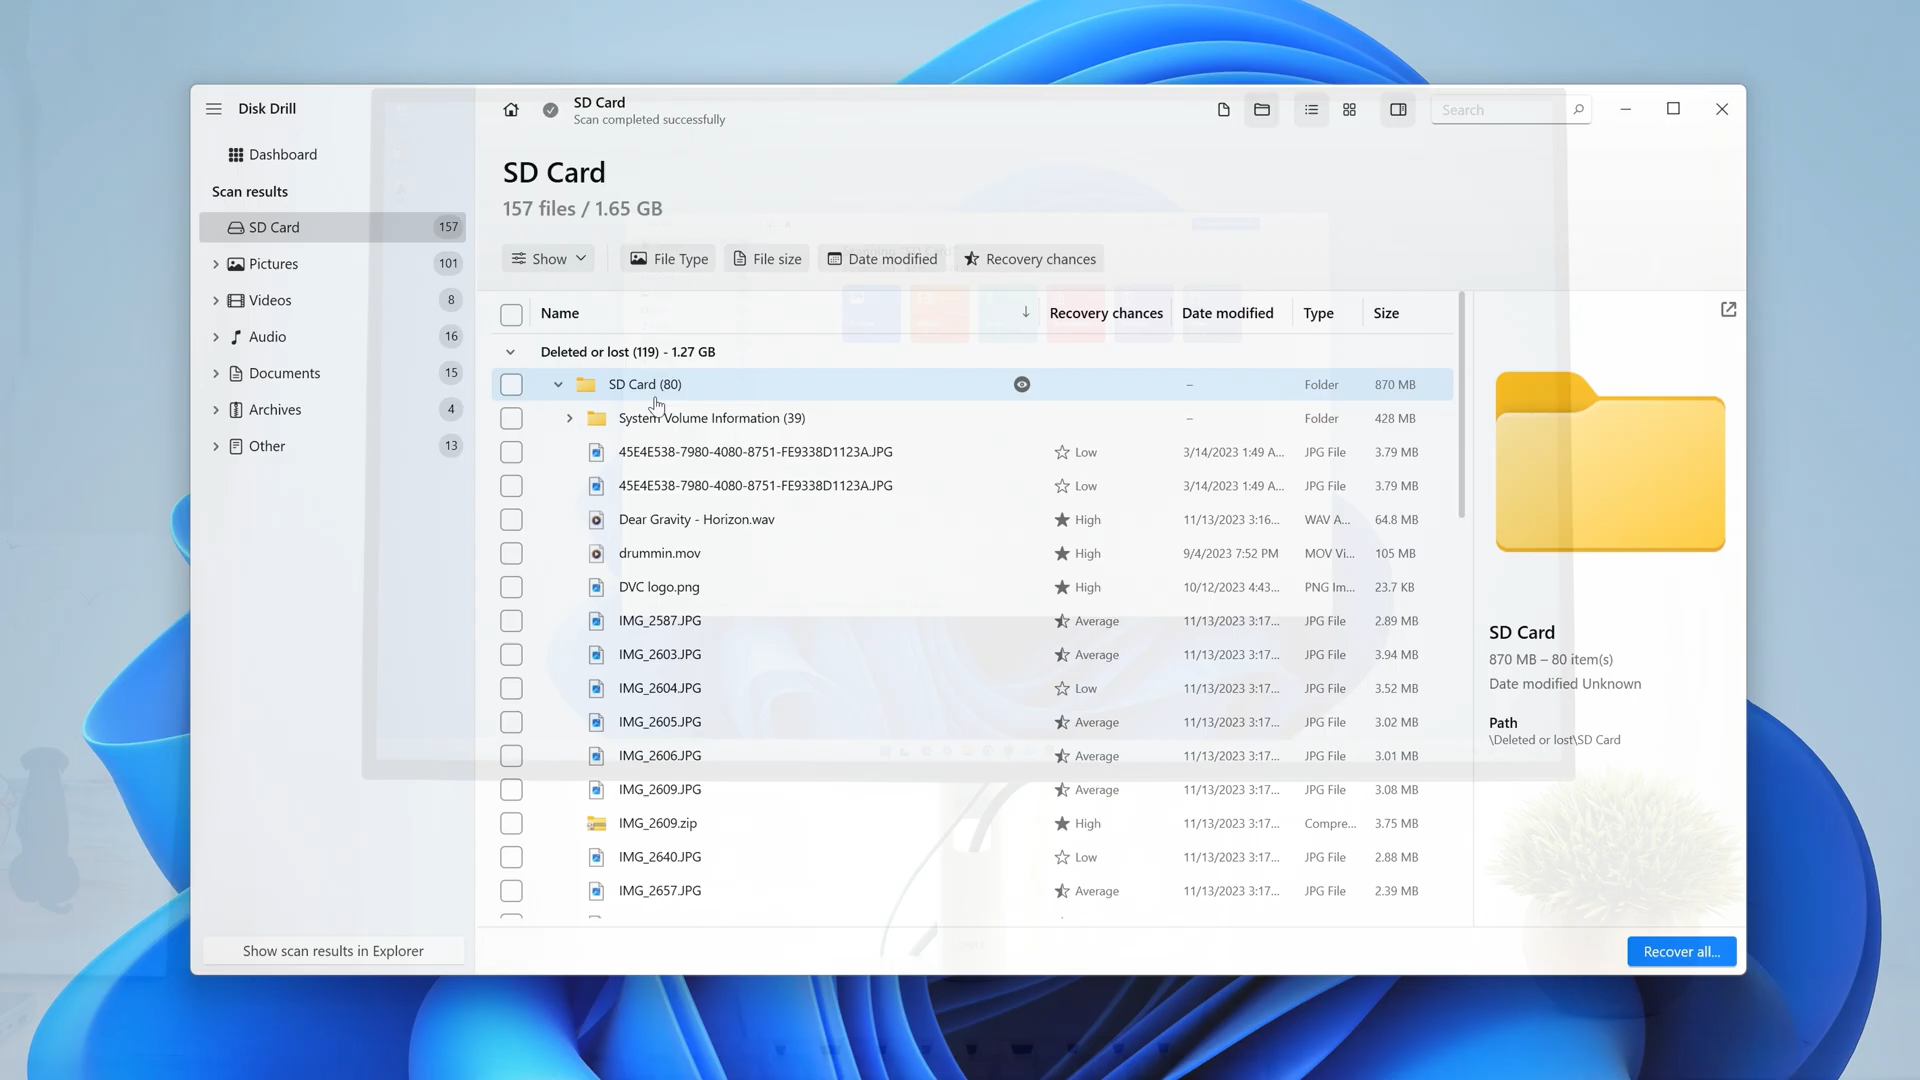 Disk Drill
SD Card
Scan completed successfully
Search
Dashboard
Scan results
SD Card 157
Pictures 101
Videos 8
Audio 16
Documents 15
Archives 4
Other 13
Show scan results in Explorer
SD Card
157 files / 1.65 GB
Show File Type File size Date modified Recovery chances
Name Recovery chances Date modified Type Size
Deleted or lost (119) - 1.27 GB
SD Card (80) – Folder 870 MB
System Volume Information (39) – Folder 428 MB
45E4E538-7980-4080-8751-FE9338D1123A.JPG Low 3/14/2023 1:49 A... JPG File 3.79 MB
45E4E538-7980-4080-8751-FE9338D1123A.JPG Low 3/14/2023 1:49 A... JPG File 3.79 MB
Dear Gravity - Horizon.wav High 11/13/2023 3:16... WAV A... 64.8 MB
drummin.mov High 9/4/2023 7:52 PM MOV Vi... 105 MB
DVC logo.png High 10/12/2023 4:43... PNG Im... 23.7 KB
IMG_2587.JPG Average 11/13/2023 3:17... JPG File 2.89 MB
IMG_2603.JPG Average 11/13/2023 3:17... JPG File 3.94 MB
IMG_2604.JPG Low 11/13/2023 3:17... JPG File 3.52 MB
IMG_2605.JPG Average 11/13/2023 3:17... JPG File 3.02 MB
IMG_2606.JPG Average 11/13/2023 3:17... JPG File 3.01 MB
IMG_2609.JPG Average 11/13/2023 3:17... JPG File 3.08 MB
IMG_2609.zip High 11/13/2023 3:17... Compre... 3.75 MB
IMG_2640.JPG Low 11/13/2023 3:17... JPG File 2.88 MB
IMG_2657.JPG Average 11/13/2023 3:17... JPG File 2.39 MB
SD Card
870 MB – 80 item(s)
Date modified Unknown
Path
\Deleted or lost\SD Card
Recover all...